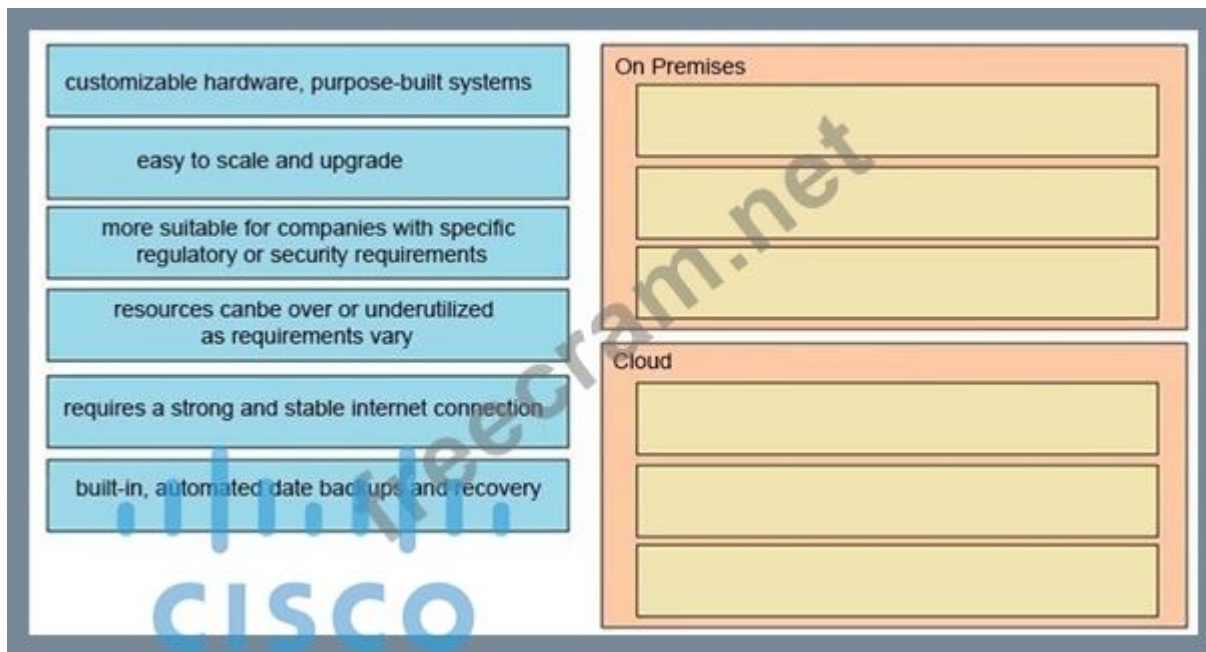 customizable hardware, purpose-built systems
easy to scale and upgrade
more suitable for companies with specific
regulatory or security requirements
resources canbe over or underutilized
as requirements vary
requires a strong and stable internet connection
built-in, automated date backups and recovery
On Premises
Cloud
freecram.net
CISCO